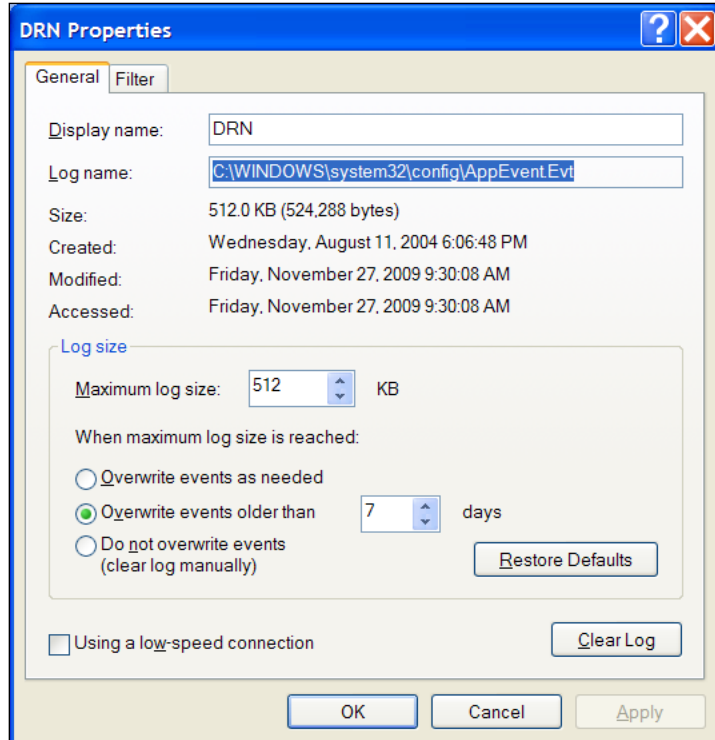 DRN Properties
General Filter
Display name: DRN
Log name: C:\WINDOWS\system32\config\AppEvent.Evt
Size: 512.0 KB (524,288 bytes)
Created: Wednesday, August 11, 2004 6:06:48 PM
Modified: Friday, November 27, 2009 9:30:08 AM
Accessed: Friday, November 27, 2009 9:30:08 AM
Log size
Maximum log size: 512 KB
When maximum log size is reached:
Overwrite events as needed
Overwrite events older than 7 days
Do not overwrite events
(clear log manually)
Restore Defaults
Using a low-speed connection
Clear Log
OK Cancel Apply